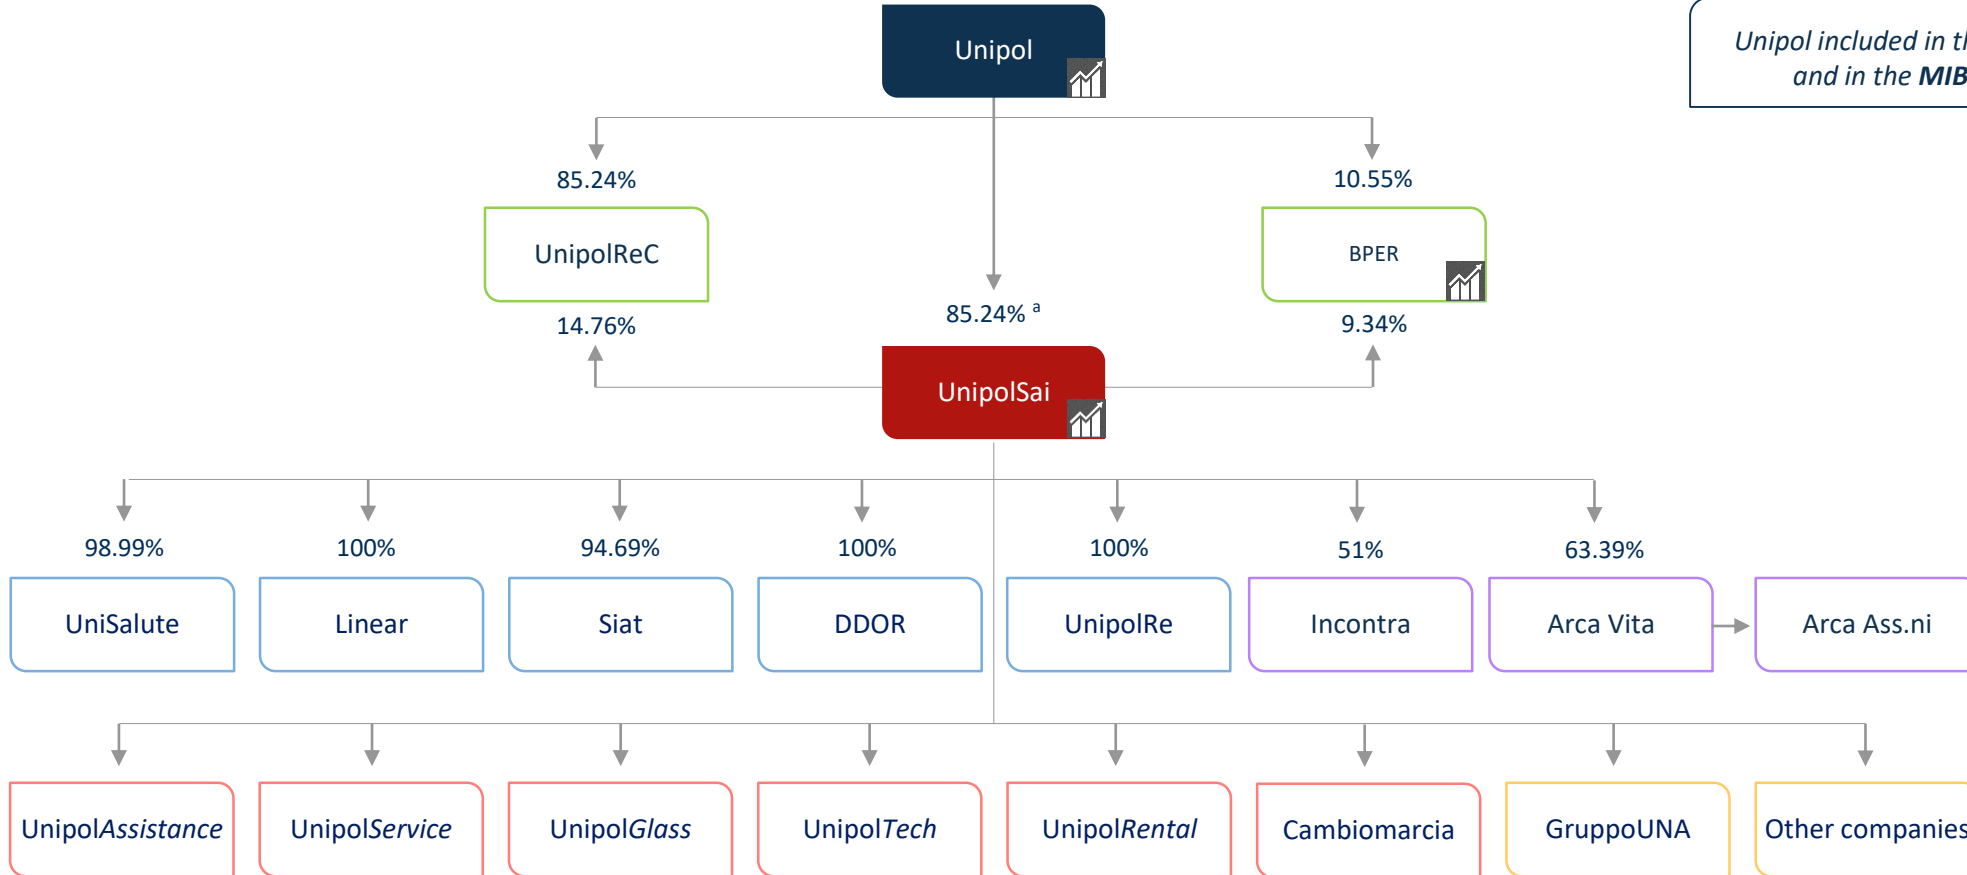 Unipol
Unipol included in
and in the MIB
85.24%
10.55%
UnipolReC
BPER
85.24% a
14.76%
9.34%
UnipolSai
98.99%
100%
94.69%
100%
100%
51%
63.39%
UniSalute
Linear
Siat
DDOR
UnipolRe
Incontra
Arca Vita
Arca Ass.ni
UnipolAssistance
UnipolService
UnipolGlass
UnipolTech
UnipolRental
Cambiomarcia
GruppoUNA
Other companies